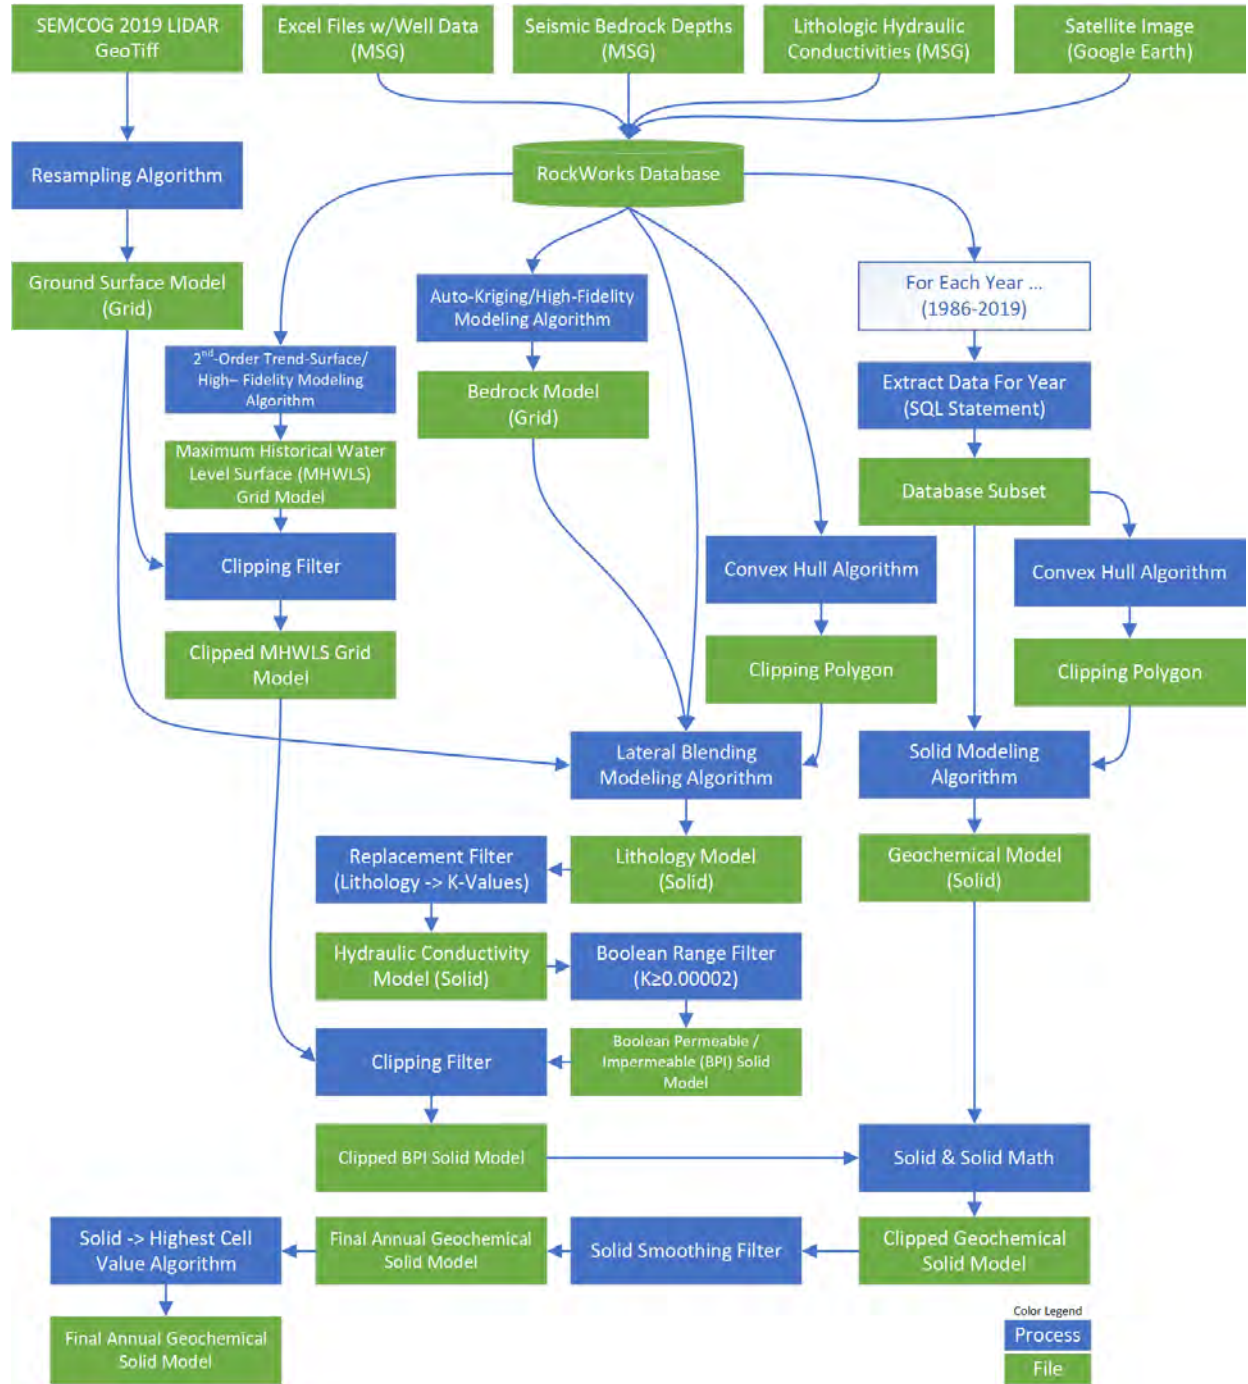 SEMCOG 2019 LIDAR
GeoTiff
Excel Files w/Well Data
(MSG)
Seismic Bedrock Depths
(MSG)
Lithologic Hydraulic
Conductivities (MSG)
Satellite Image
(Google Earth)
Resampling Algorithm
RockWorks Database
Ground Surface Model
(Grid)
Auto-Kriging/High-Fidelity
Modeling Algorithm
For Each Year ...
(1986-2019)
2nd-Order Trend-Surface/
High– Fidelity Modeling
Algorithm
Bedrock Model
(Grid)
Extract Data For Year
(SQL Statement)
Maximum Historical Water
Level Surface (MHWLS)
Grid Model
Database Subset
Clipping Filter
Convex Hull Algorithm
Convex Hull Algorithm
Clipped MHWLS Grid
Model
Clipping Polygon
Clipping Polygon
Lateral Blending
Modeling Algorithm
Solid Modeling
Algorithm
Replacement Filter
(Lithology -> K-Values)
Lithology Model
(Solid)
Geochemical Model
(Solid)
Hydraulic Conductivity
Model (Solid)
Boolean Range Filter
(K≥0.00002)
Clipping Filter
Boolean Permeable /
Impermeable (BPI) Solid
Model
Clipped BPI Solid Model
Solid & Solid Math
Solid -> Highest Cell
Value Algorithm
Final Annual Geochemical
Solid Model
Solid Smoothing Filter
Clipped Geochemical
Solid Model
Final Annual Geochemical
Solid Model
Color Legend
Process
File